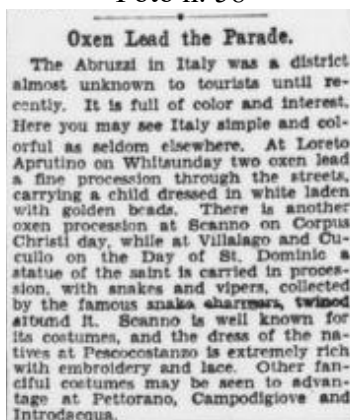 Oxen Lead the Parade.
The Abruzzi in Italy was a district
almost unknown to tourists until re-
cently. It is full of color and interest.
Here you may see Italy simple and col-
orful as seldom elsewhere. At Loreto
Aprutino on Whitsunday two oxen lead
a fine procession through the streets,
carrying a child dressed in white laden
with golden beads. There is another
oxen procession at Scanno on Corpus
Christi day, while at Villalago and Cu-
cullo on the Day of St. Dominic a
statue of the saint is carried in proces-
sion, with snakes and vipers, collected
by the famous snake charmers, twined
around it. Scanno is well known for
its costumes, and the dress of the na-
tives at Pescocostanzo is extremely rich
with embroidery and lace. Other fan-
ciful costumes may be seen to advan-
tage at Pettorano, Campodigiove and
Introdacqua.